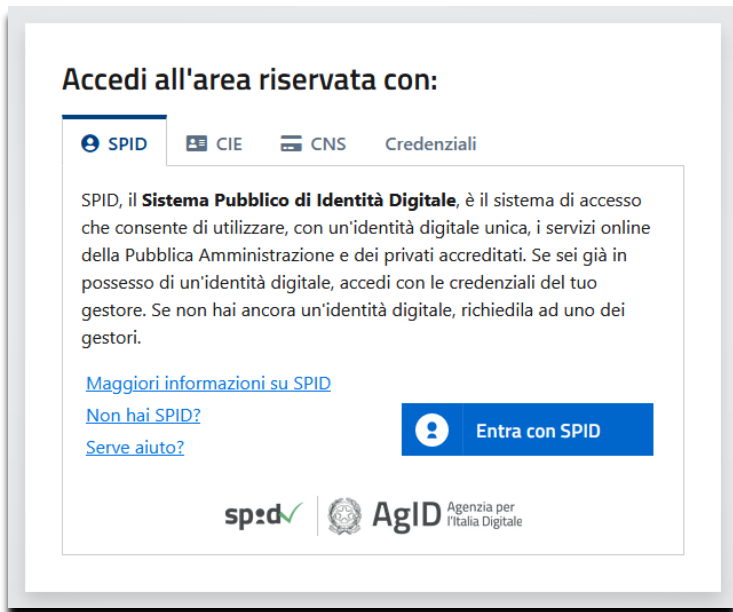 Accedi all'area riservata con:
SPID CIE CNS Credenziali
SPID, il Sistema Pubblico di Identità Digitale, è il sistema di accesso
che consente di utilizzare, con un'identità digitale unica, i servizi online
della Pubblica Amministrazione e dei privati accreditati. Se sei già in
possesso di un'identità digitale, accedi con le credenziali del tuo
gestore. Se non hai ancora un'identità digitale, richiedila ad uno dei
gestori.
Maggiori informazioni su SPID
Non hai SPID?
Serve aiuto?
Entra con SPID
spid
AgID Agenzia per
l'Italia Digitale